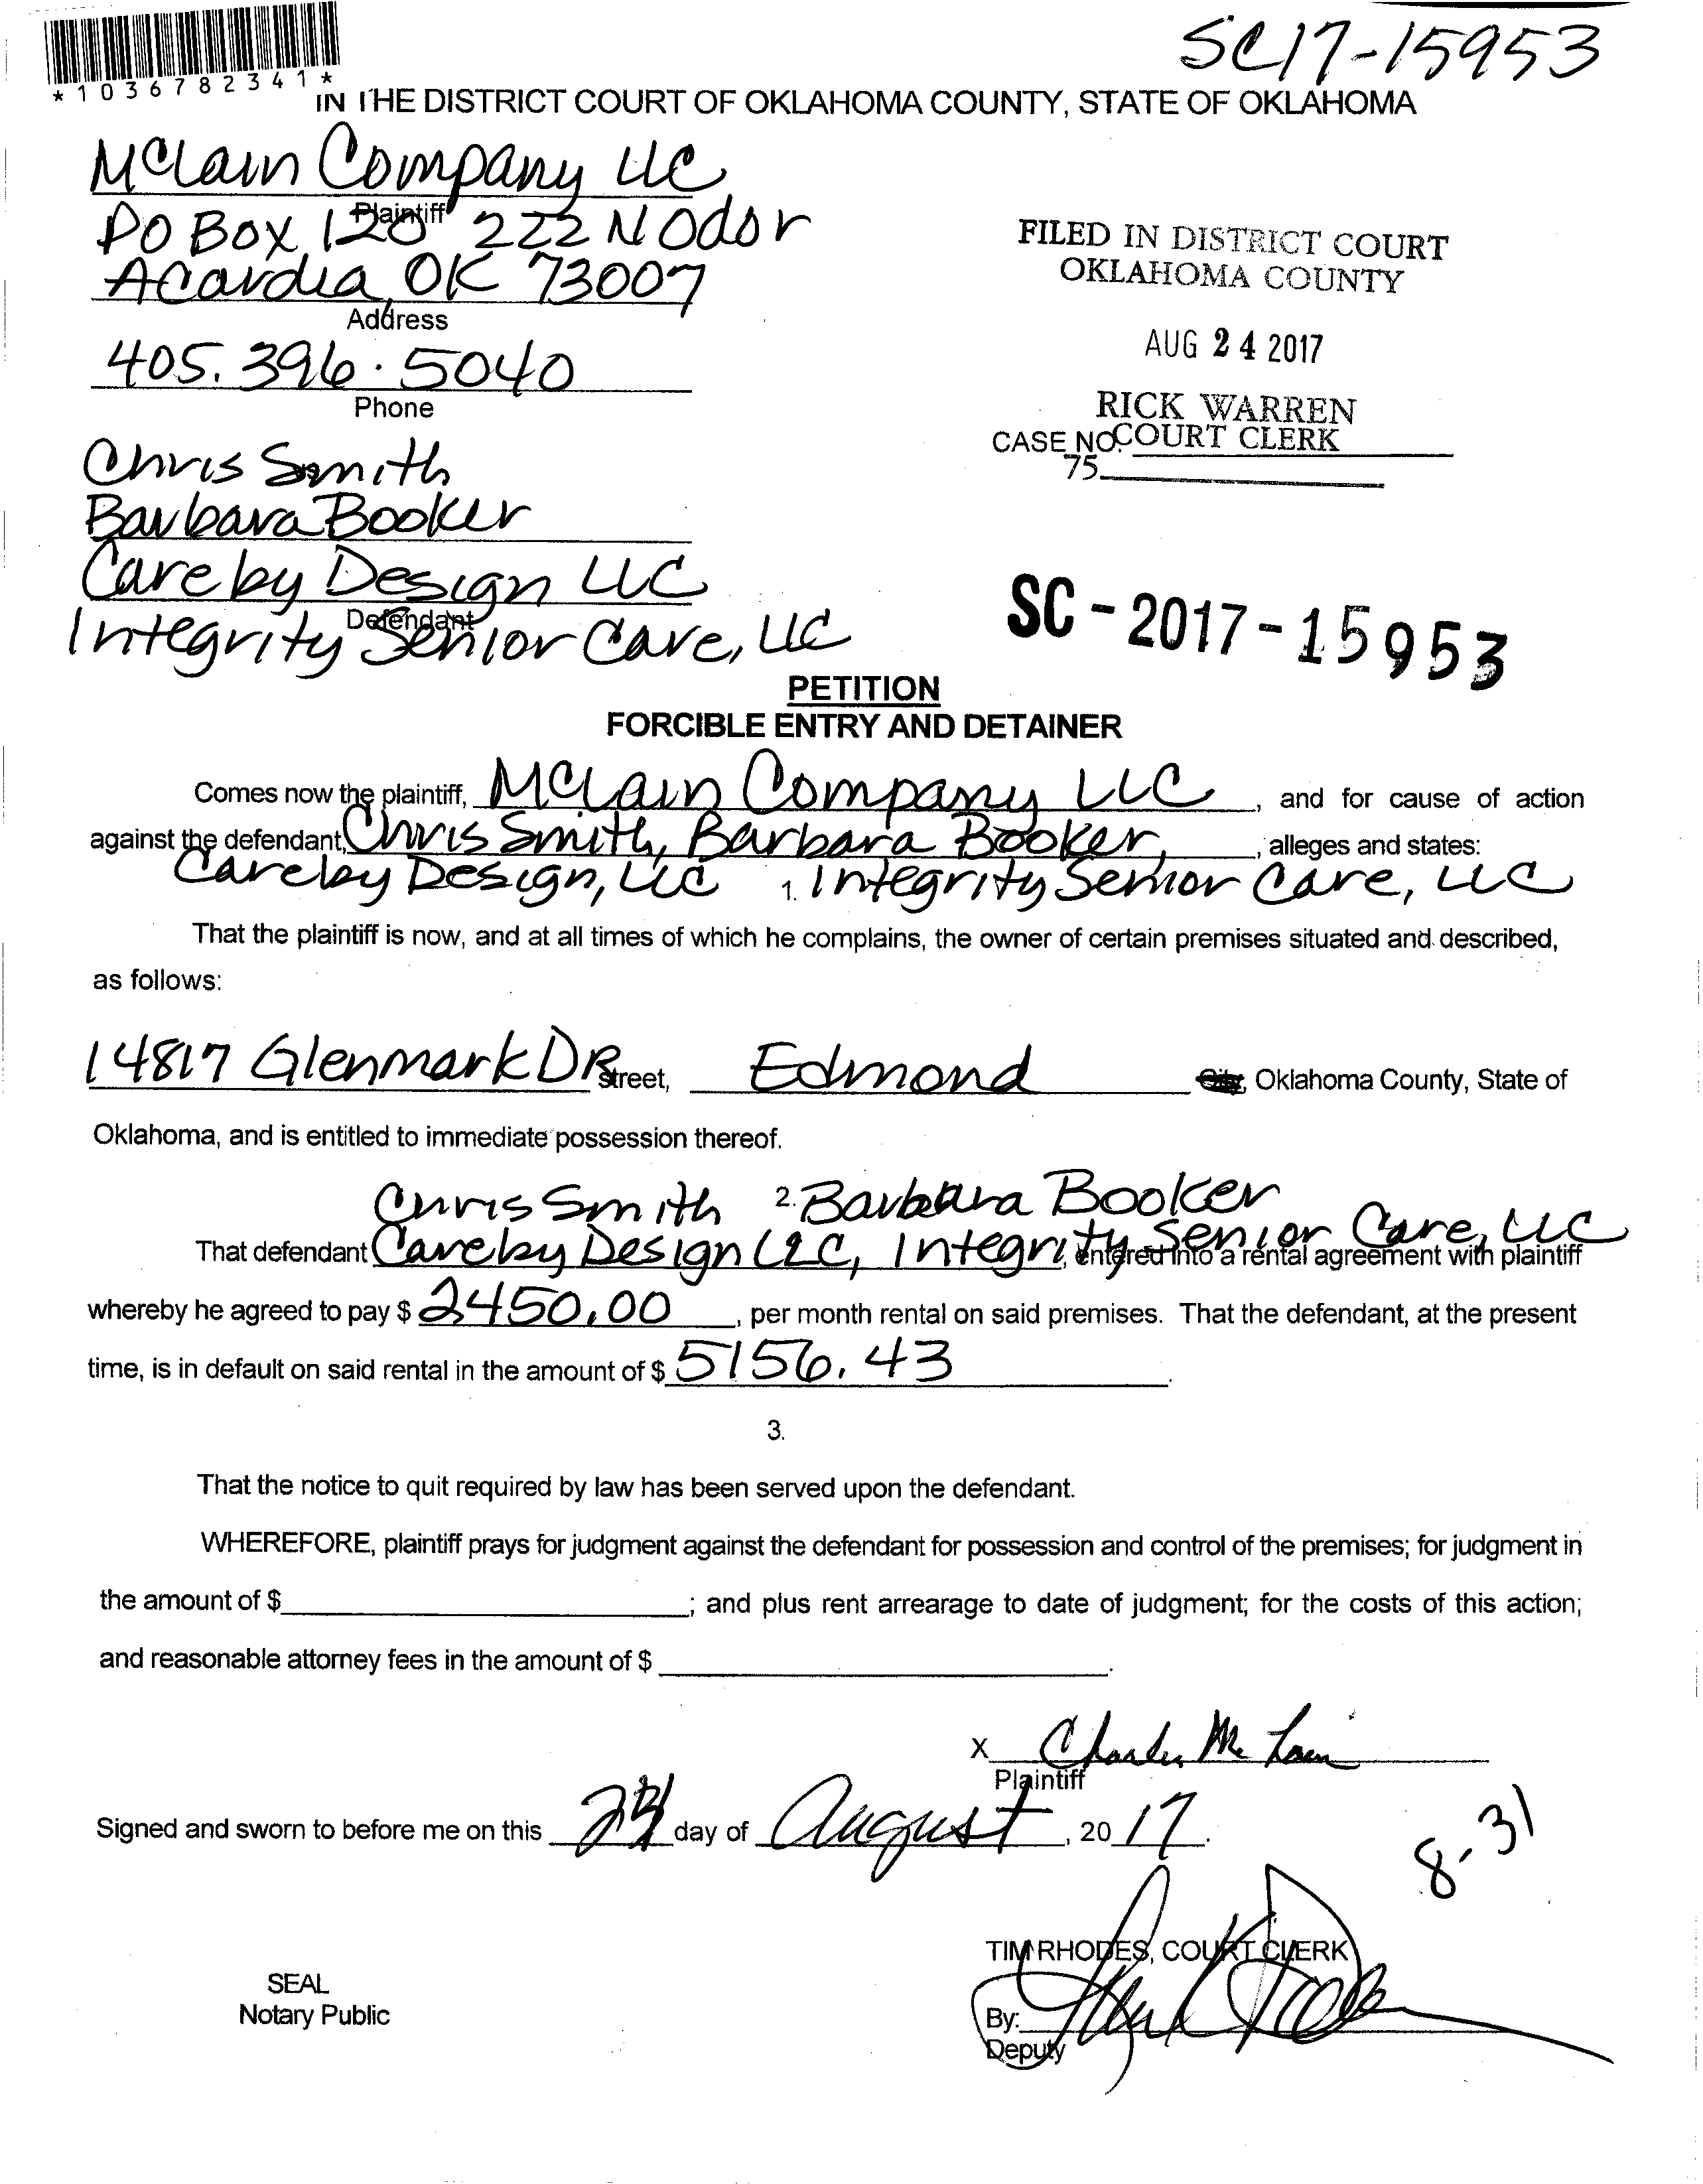 SC17-15953
*1036782341*
IN THE DISTRICT COURT OF OKLAHOMA COUNTY, STATE OF OKLAHOMA
McLain Company LLC
Plaintiff
PO Box 120 222 N Odor
Acardia, OK 73007
Address
405.396.5040
Phone
FILED IN DISTRICT COURT
OKLAHOMA COUNTY
AUG 24 2017
RICK WARREN
COURT CLERK
CASE NO.
75
Chris Smith
Barbara Booker
Care by Design LLC
Defendant
Integrity Senior Care, LLC
SC-2017-15953
PETITION
FORCIBLE ENTRY AND DETAINER
Comes now the plaintiff, McLain Company LLC, and for cause of action
against the defendant, Chris Smith, Barbara Booker, , alleges and states:
Care by Design, LLC 1. Integrity Senior Care, LLC
That the plaintiff is now, and at all times of which he complains, the owner of certain premises situated and described,
as follows:
14817 Glenmark DR Street, Edmond City, Oklahoma County, State of
Oklahoma, and is entitled to immediate possession thereof.
Chris Smith 2. Barbara Booker
That defendant Care by Design LLC, Integrity Senior Care, LLC, entered into a rental agreement with plaintiff
whereby he agreed to pay $ 2450.00, per month rental on said premises. That the defendant, at the present
time, is in default on said rental in the amount of $ 5156.43.
3.
That the notice to quit required by law has been served upon the defendant.
WHEREFORE, plaintiff prays for judgment against the defendant for possession and control of the premises; for judgment in
the amount of $ ; and plus rent arrearage to date of judgment; for the costs of this action;
and reasonable attorney fees in the amount of $ .
X Charles McLain
Plaintiff
Signed and sworn to before me on this 24 day of August, 2017.
8-31
TIM RHODES, COURT CLERK
SEAL
Notary Public
By:
Deputy